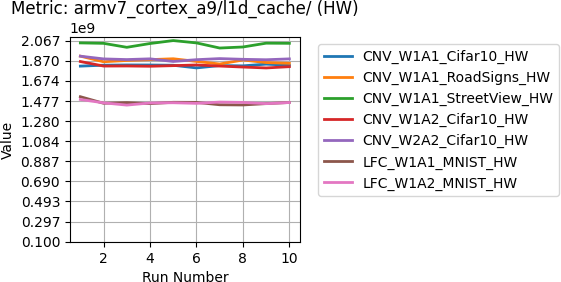 Metric: armv7_cortex_a9/l1d_cache/ (HW)
1e9
2.067
1.870
1.674
1.477
1.280
1.084
0.887
0.690
0.493
0.297
0.100
Value
2 4 6 8 10
Run Number
CNV_W1A1_Cifar10_HW
CNV_W1A1_RoadSigns_HW
CNV_W1A1_StreetView_HW
CNV_W1A2_Cifar10_HW
CNV_W2A2_Cifar10_HW
LFC_W1A1_MNIST_HW
LFC_W1A2_MNIST_HW